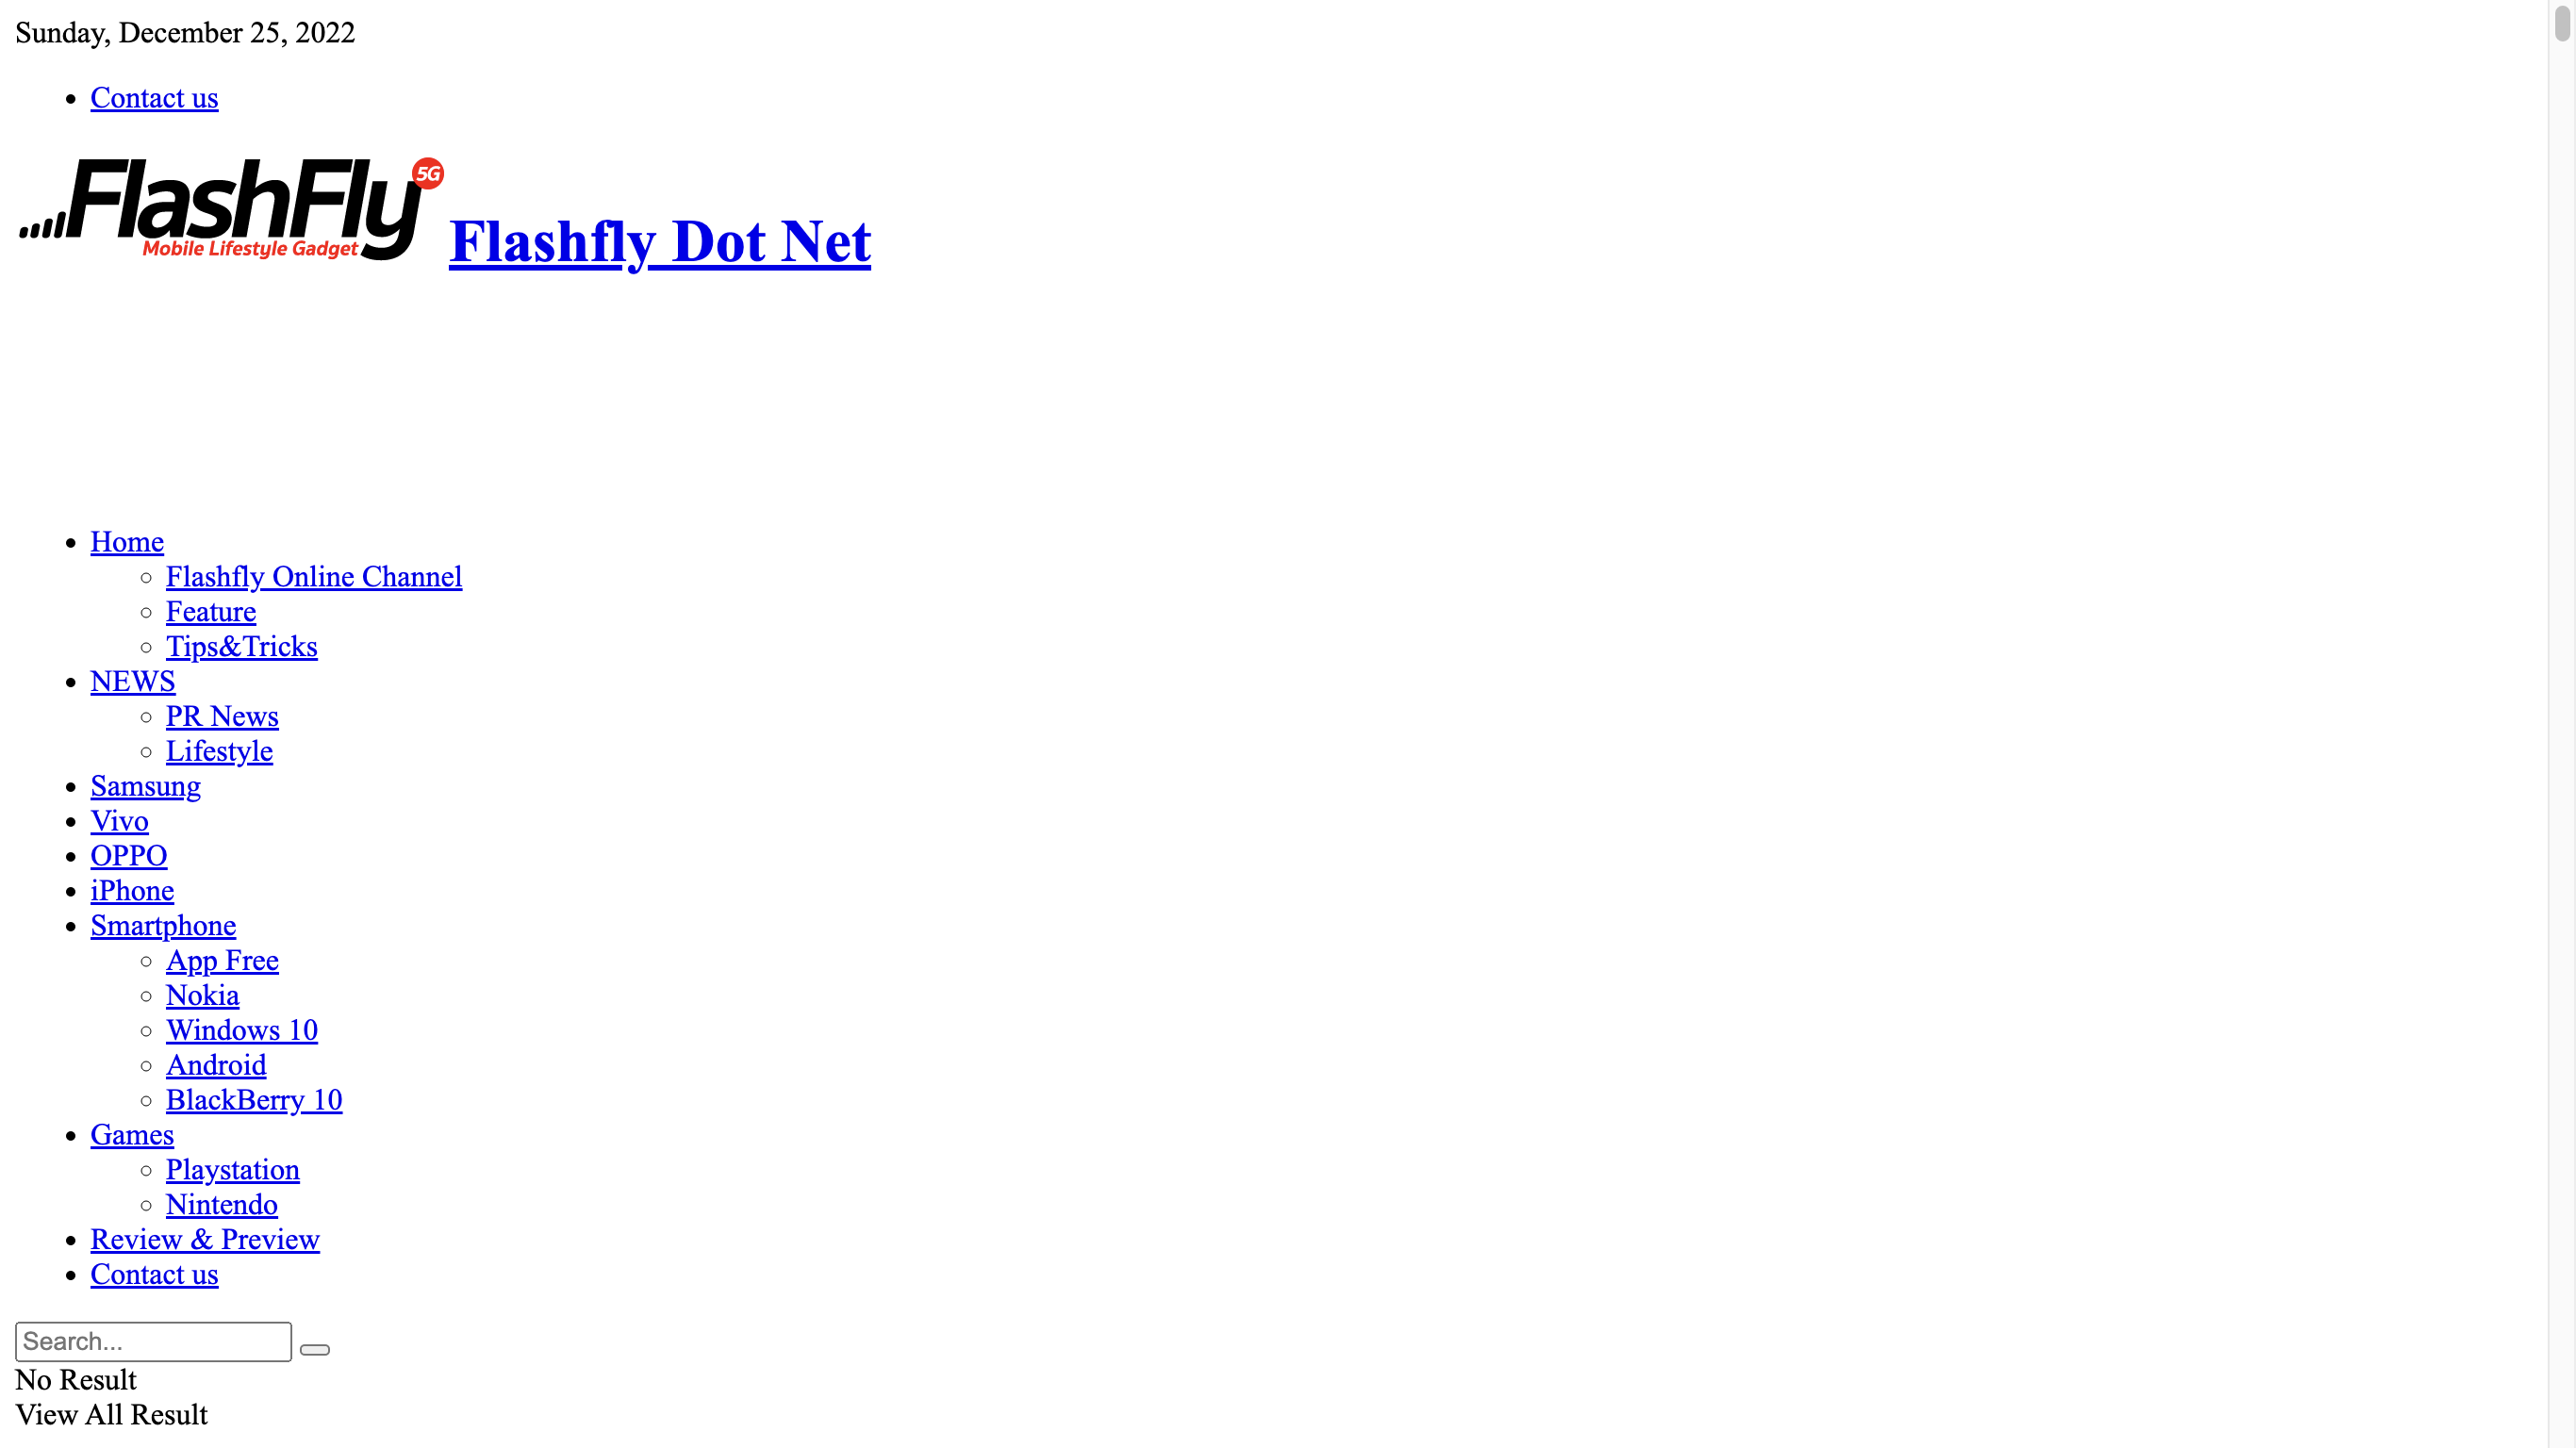 Sunday, December 25, 2022
Contact us
FlashFly 5G
Mobile Lifestyle Gadget
Flashfly Dot Net
Home
Flashfly Online Channel
Feature
Tips&Tricks
NEWS
PR News
Lifestyle
Samsung
Vivo
OPPO
iPhone
Smartphone
App Free
Nokia
Windows 10
Android
BlackBerry 10
Games
Playstation
Nintendo
Review & Preview
Contact us
Search...
No Result
View All Result